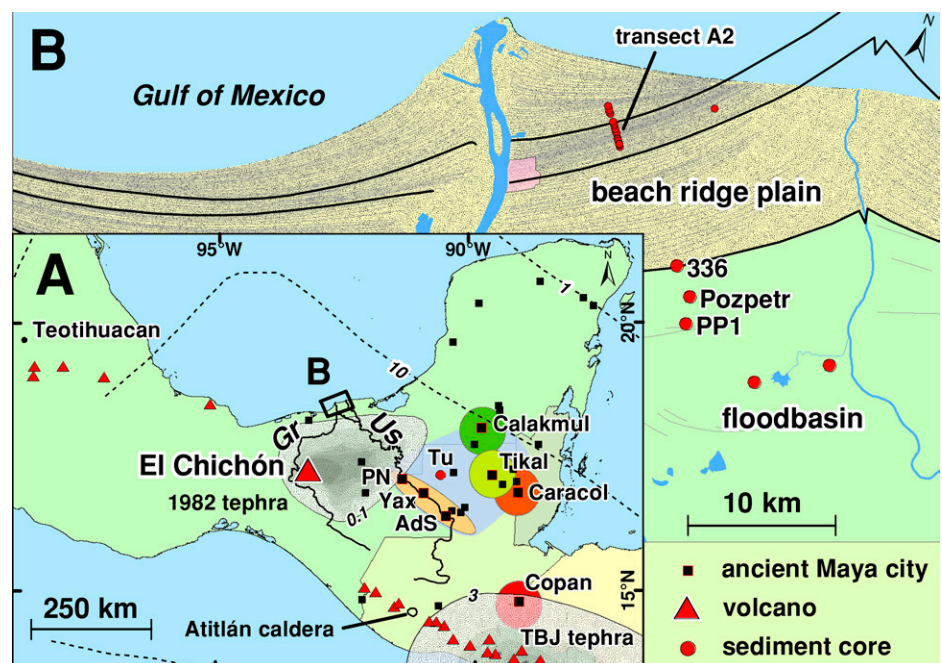 B
Gulf of Mexico
transect A2
N
beach ridge plain
336
Pozpetr
PP1
floodbasin
10 km
ancient Maya city
volcano
sediment core
A
95°W
90°W
N
1
20°N
Teotihuacan
10
B
Gr
Us
Calakmul
El Chichón
Tu
Tikal
PN
1982 tephra
Yax
Caracol
0.1
AdS
Copan
3
15°N
250 km
Atitlán caldera
TBJ tephra